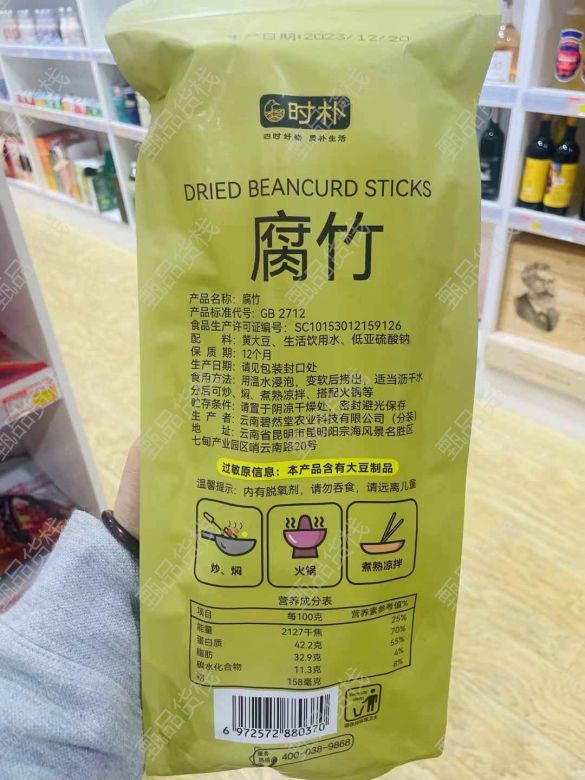 生产日期:2023/12/20
时朴
四时好物 质朴生活
DRIED BEANCURD STICKS
腐竹
产品名称: 腐竹
产品标准代号: GB 2712
食品生产许可证编号: SC10153012159126
配 料: 黄大豆、生活饮用水、低亚硫酸钠
保 质 期: 12个月
生产日期: 请见包装封口处
食用方法: 用温水浸泡,变软后捞出,适当沥干水
分后可炒、焖、煮熟凉拌、搭配火锅等
贮存条件: 请置于阴凉干燥处,密封避光保存
生 产 者: 云南碧然堂农业科技有限公司(分装)
地 址: 云南省昆明市昆明阳宗海风景名胜区
七甸产业园区哨云南路20号
过敏原信息:本产品含有大豆制品
温馨提示:内有脱氧剂,请勿吞食,请远离儿童
炒、焖 火锅 煮熟凉拌
营养成分表
项目 每100克 营养素参考值%
能量 2127千焦 25%
蛋白质 42.2克 70%
脂肪 32.9克 55%
碳水化合物 11.3克 4%
钠 158毫克 8%
6 972572 880370
服务热线 400-038-9868
甄品货栈